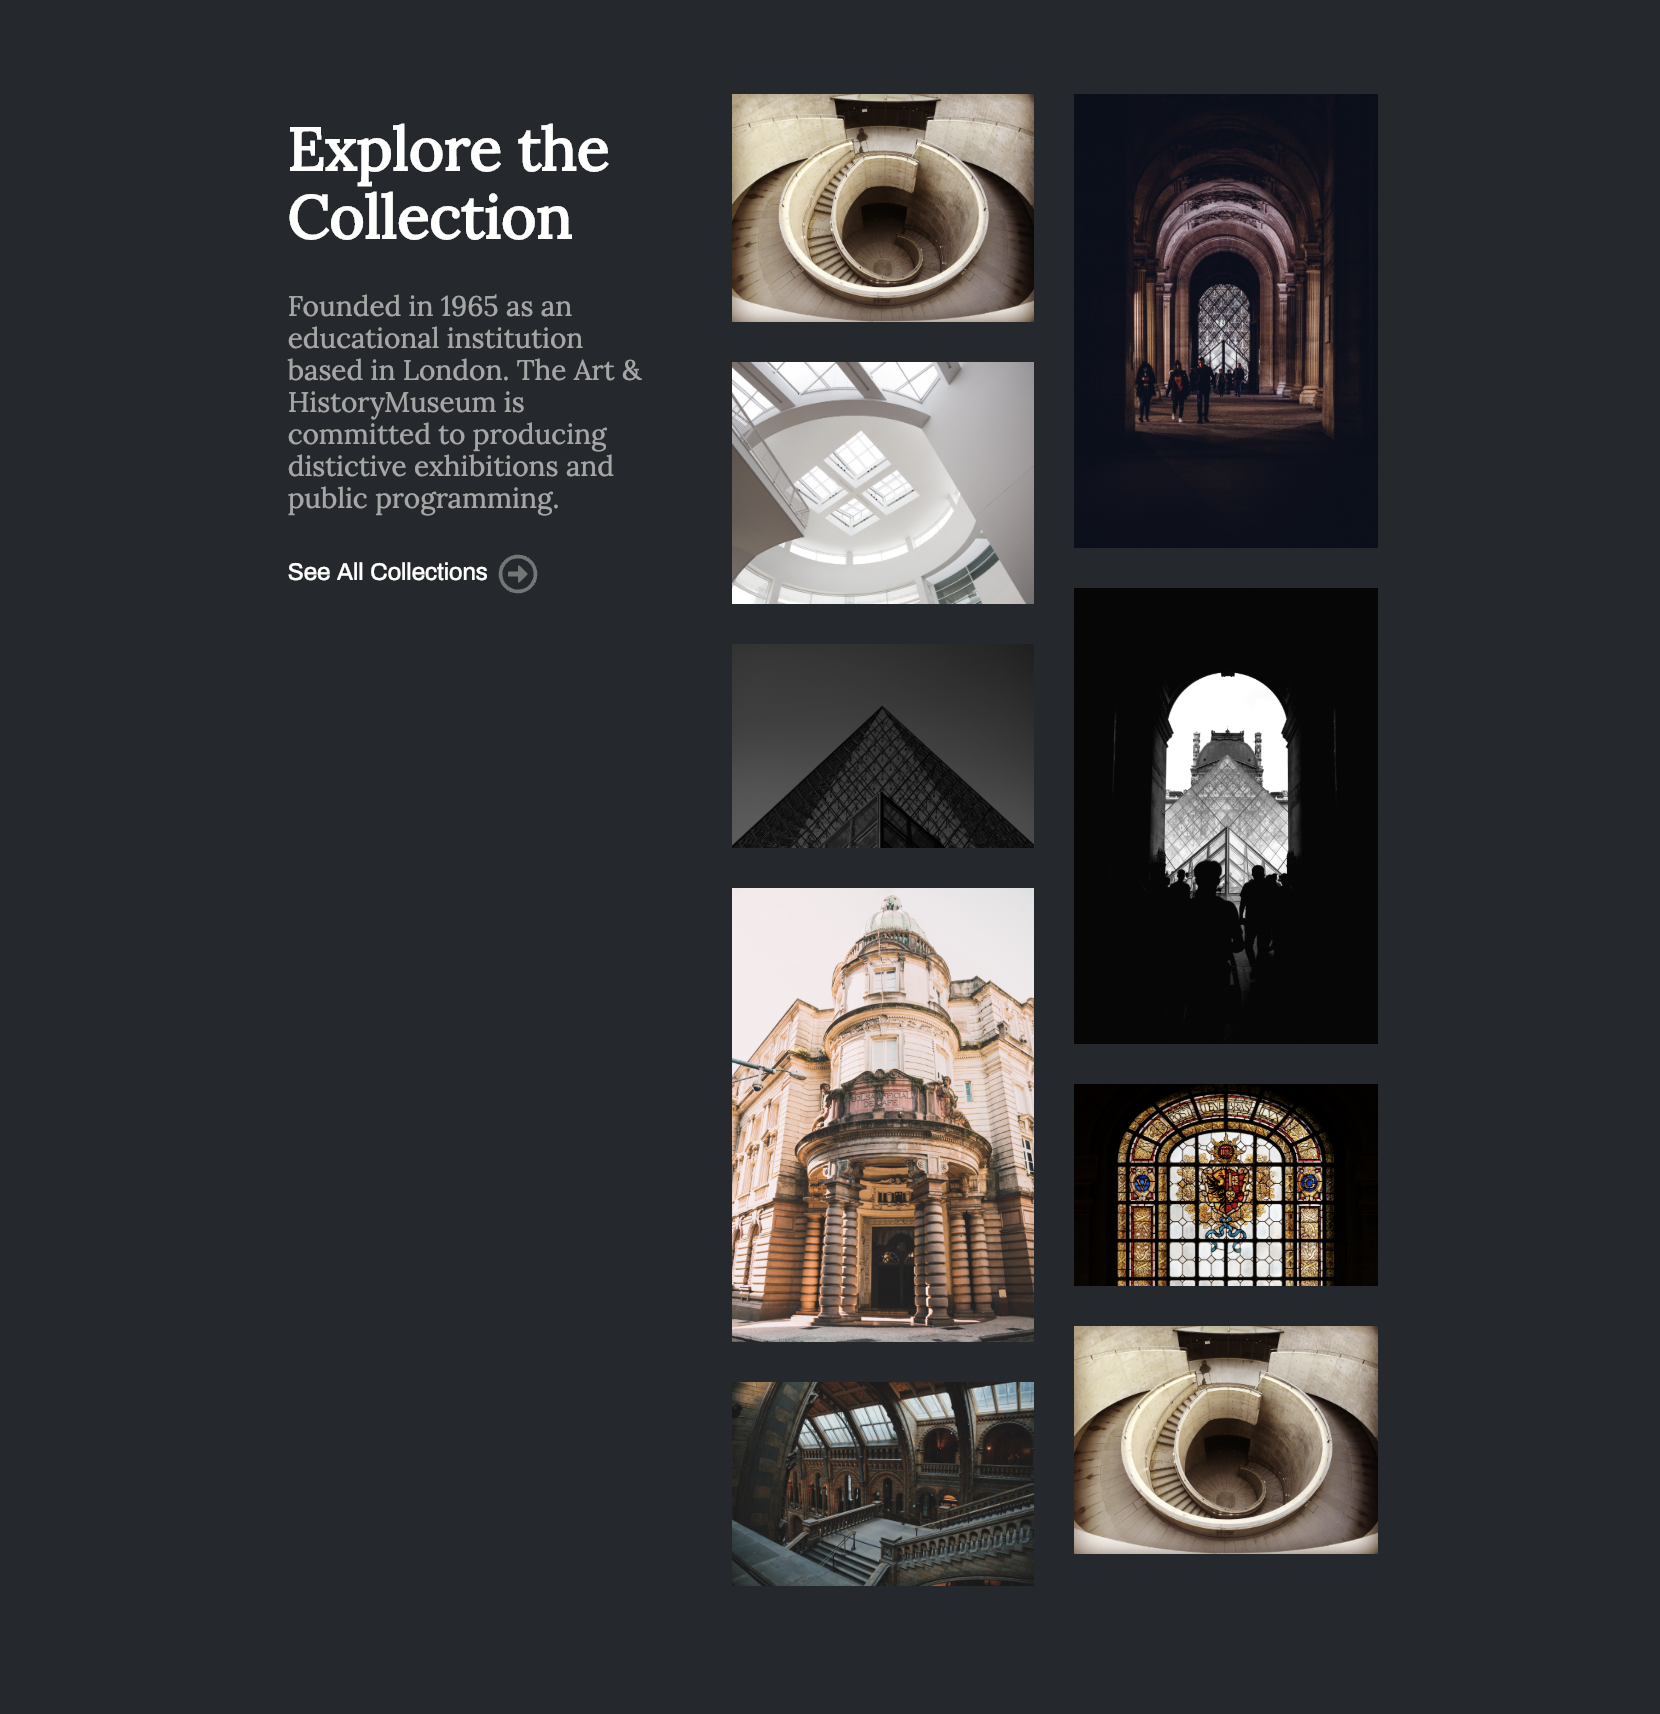 Explore the
Collection
Founded in 1965 as an
educational institution
based in London. The Art &
HistoryMuseum is
committed to producing
distictive exhibitions and
public programming.
See All Collections